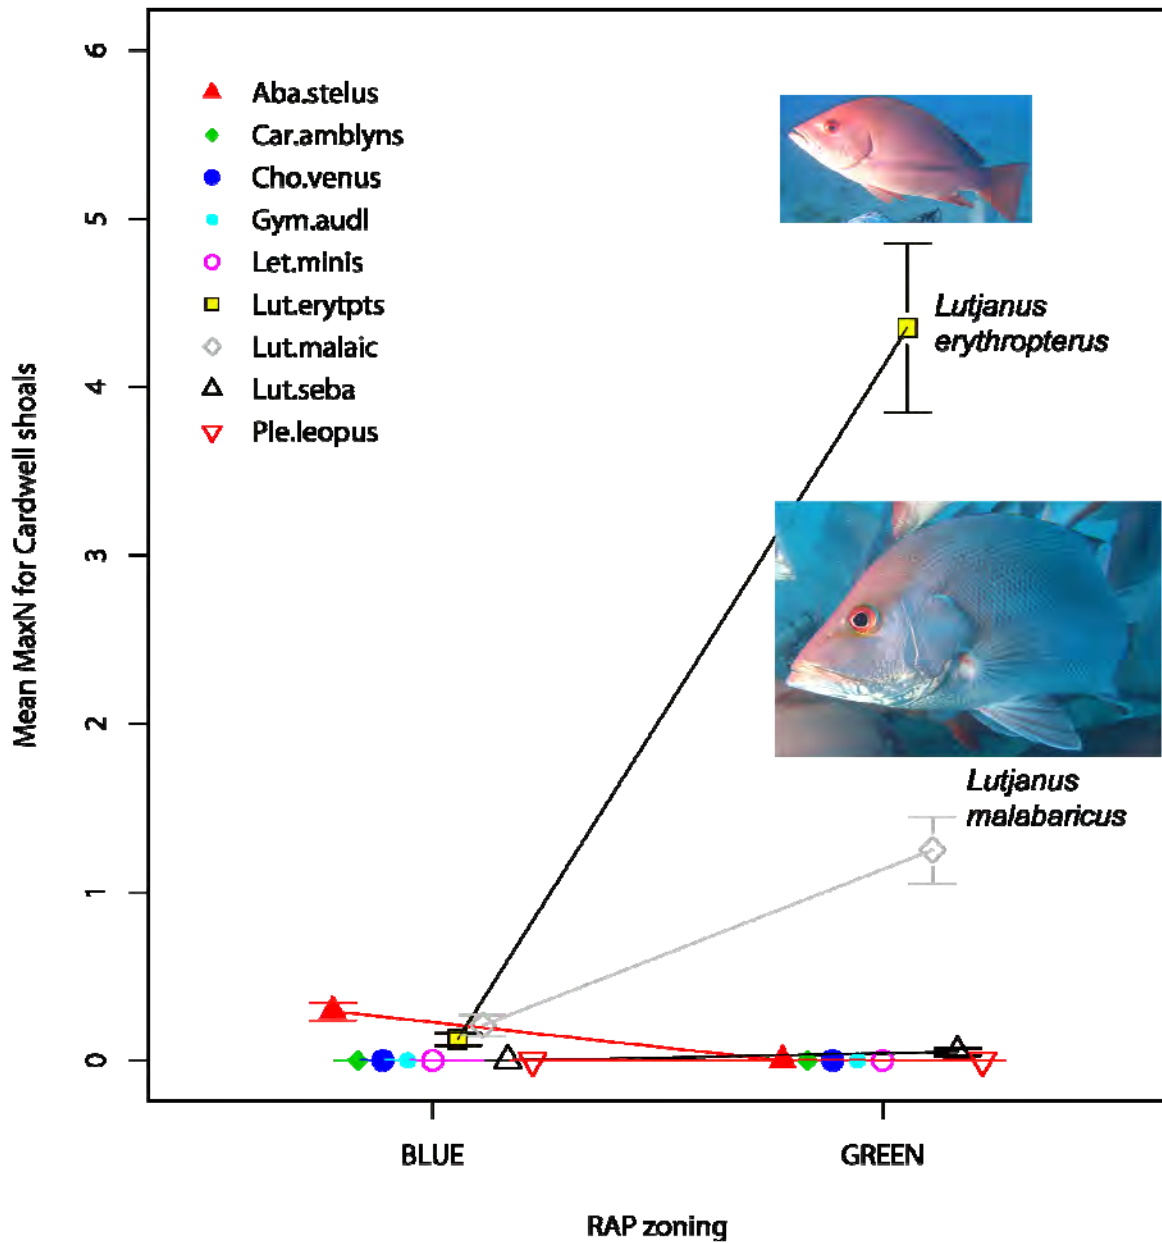 Mean MaxN for Cardwell shoals
6
5
4
3
2
1
0
Aba.stelus
Car.amblyns
Cho.venus
Gym.audl
Let.minis
Lut.erytpts
Lut.malaic
Lut.seba
Ple.leopus
Lutjanus
erythropterus
Lutjanus
malabaricus
BLUE
GREEN
RAP zoning